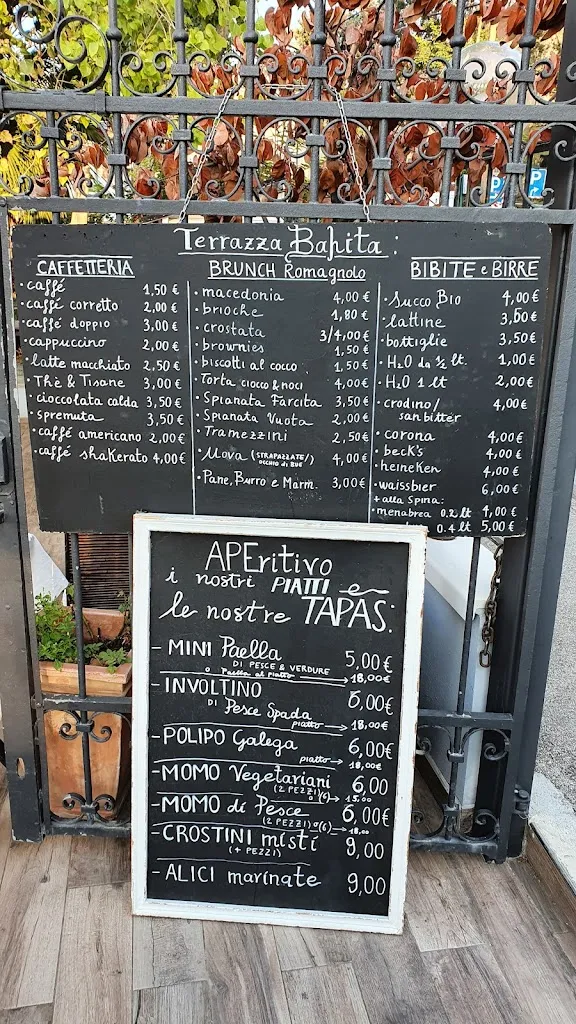 Terrazza Bahita :
CAFFETTERIA
• caffé 1,50 €
• caffé corretto 2,00 €
• caffé doppio 3,00 €
• cappuccino 2,00 €
• latte macchiato 2,50 €
• Thè & Tisane 3,00 €
• cioccolata calda 3,50 €
• spremuta 3,50 €
• caffé americano 2,00 €
• caffé shakerato 4,00 €
BRUNCH Romagnolo
• macedonia 4,00 €
• brioche 1,80 €
• crostata 3/4,00 €
• brownies 1,50 €
• biscotti al cocco 1,50 €
• Torta ciocc & noci 4,00 €
• Spianata Farcita 3,50 €
• Spianata Vuota 2,00 €
• Tramezzini 2,50 €
• Uova (STRAPAZZATE/) 4,00 €
OCCHIO di BUE
• Pane, Burro e Marm. 3,00 €
BIBITE e BIRRE
• Succo Bio 4,00 €
• lattine 3,50 €
• bottiglie 3,50 €
• H2O da ½ lt. 1,00 €
• H2O 1 lt 2,00 €
• crodino/ 4,00 €
sanbitter
• corona 4,00 €
• beck's 4,00 €
• heineken 4,00 €
• waissbier 6,00 €
+ alla Spina:
• menabrea 0.2 lt 4,00 €
0.4 lt 5,00 €
APEritivo
i nostri PIATTI e
le nostre TAPAS:
- MINI Paella 5,00 €
DI PESCE & VERDURE
o Paella al piatto → 18,00 €
- INVOLTINO 6,00 €
DI Pesce Spada
piatto → 18,00 €
- POLIPO Galega 6,00 €
piatto → 18,00 €
- MOMO Vegetariani 6,00
(2 PEZZI) o (6) → 15,00
- MOMO di Pesce 6,00 €
(2 PEZZI) o (6) → 18,00
- CROSTINI misti 9,00
(+ PEZZI)
- ALICI marinate 9,00